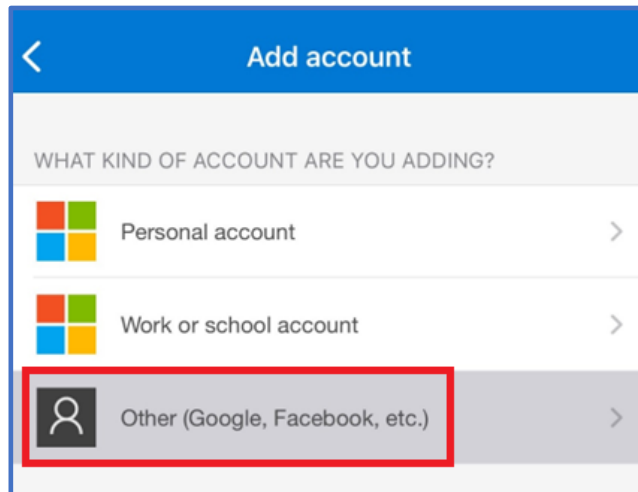 Add account
WHAT KIND OF ACCOUNT ARE YOU ADDING?
Personal account
Work or school account
Other (Google, Facebook, etc.)